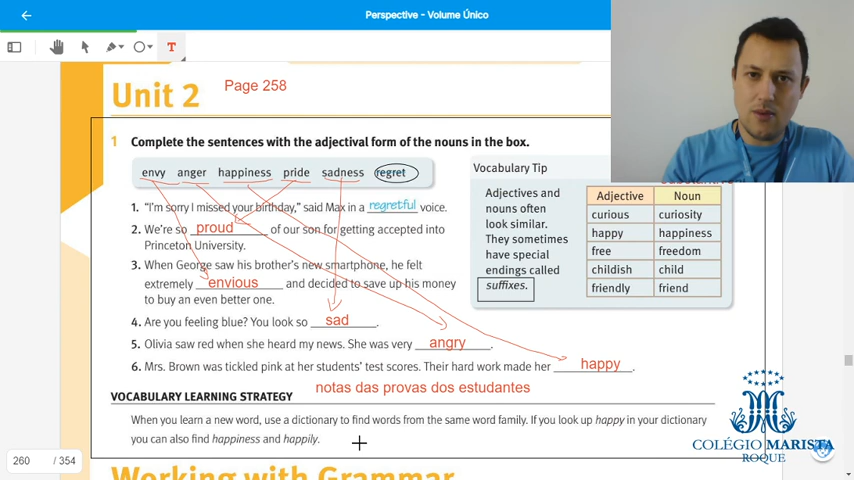 Perspective - Volume Único
T
Unit 2
Page 258
1 Complete the sentences with the adjectival form of the nouns in the box.
envy anger happiness pride sadness regret
1. "I'm sorry I missed your birthday," said Max in a regretful voice.
2. We're so proud of our son for getting accepted into
Princeton University.
3. When George saw his brother's new smartphone, he felt
extremely envious and decided to save up his money
to buy an even better one.
4. Are you feeling blue? You look so sad.
5. Olivia saw red when she heard my news. She was very angry.
6. Mrs. Brown was tickled pink at her students' test scores. Their hard work made her happy.
notas das provas dos estudantes
Vocabulary Tip
Adjectives and
nouns often
look similar.
They sometimes
have special
endings called
suffixes.
Adjective Noun
curious curiosity
happy happiness
free freedom
childish child
friendly friend
VOCABULARY LEARNING STRATEGY
When you learn a new word, use a dictionary to find words from the same word family. If you look up happy in your dictionary
you can also find happiness and happily.
COLÉGIO MARISTA
ROQUE
260 / 354
Working with Grammar